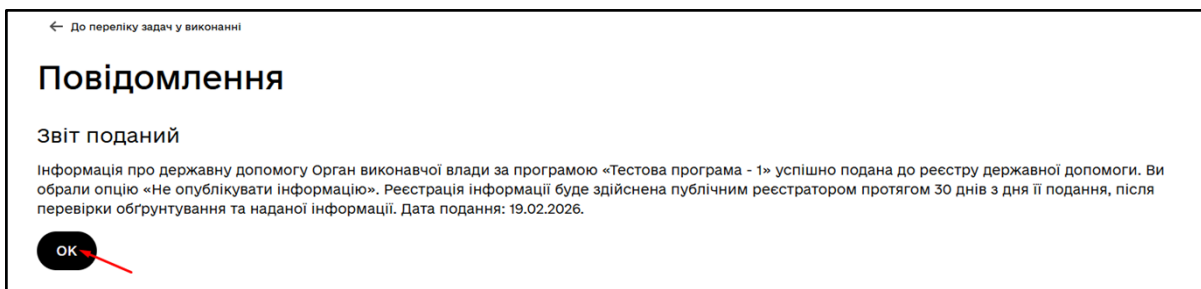 ← До переліку задач у виконанні
Повідомлення
Звіт поданий
Інформація про державну допомогу Орган виконавчої влади за програмою «Тестова програма - 1» успішно подана до реєстру державної допомоги. Ви
обрали опцію «Не опублікувати інформацію». Реєстрація інформації буде здійснена публічним реєстратором протягом 30 днів з дня її подання, після
перевірки обґрунтування та наданої інформації. Дата подання: 19.02.2026.
ОК